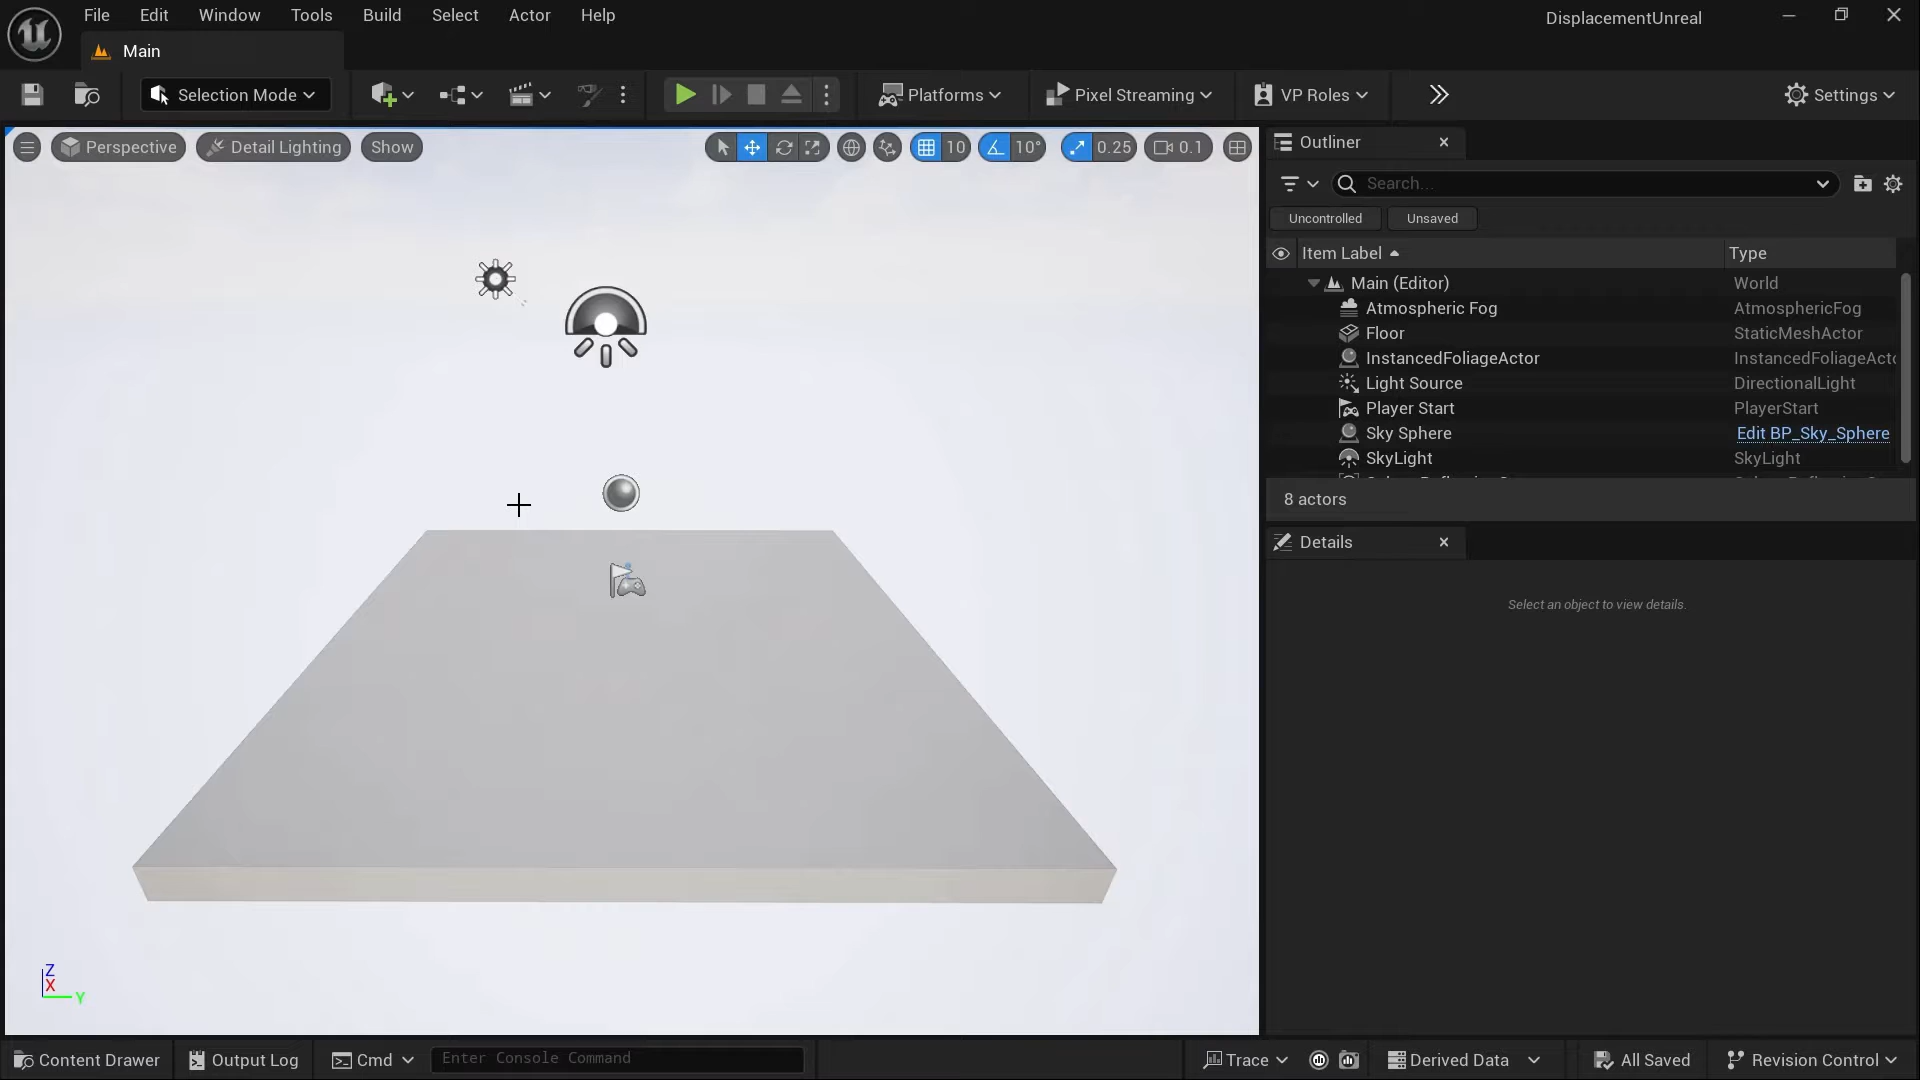 File Edit Window Tools Build Select Actor Help
DisplacementUnreal
Main
Selection Mode
Platforms
Pixel Streaming
VP Roles
Settings
Perspective Detail Lighting Show
10 10° 0.25 0.1
Outliner
Search...
Uncontrolled Unsaved
Item Label Type
Main (Editor) World
Atmospheric Fog AtmosphericFog
Floor StaticMeshActor
InstancedFoliageActor InstancedFoliageActo
Light Source DirectionalLight
Player Start PlayerStart
Sky Sphere Edit BP_Sky_Sphere
SkyLight SkyLight
8 actors
Details
Select an object to view details.
Z
X
Y
Content Drawer Output Log Cmd Enter Console Command Trace Derived Data All Saved Revision Control